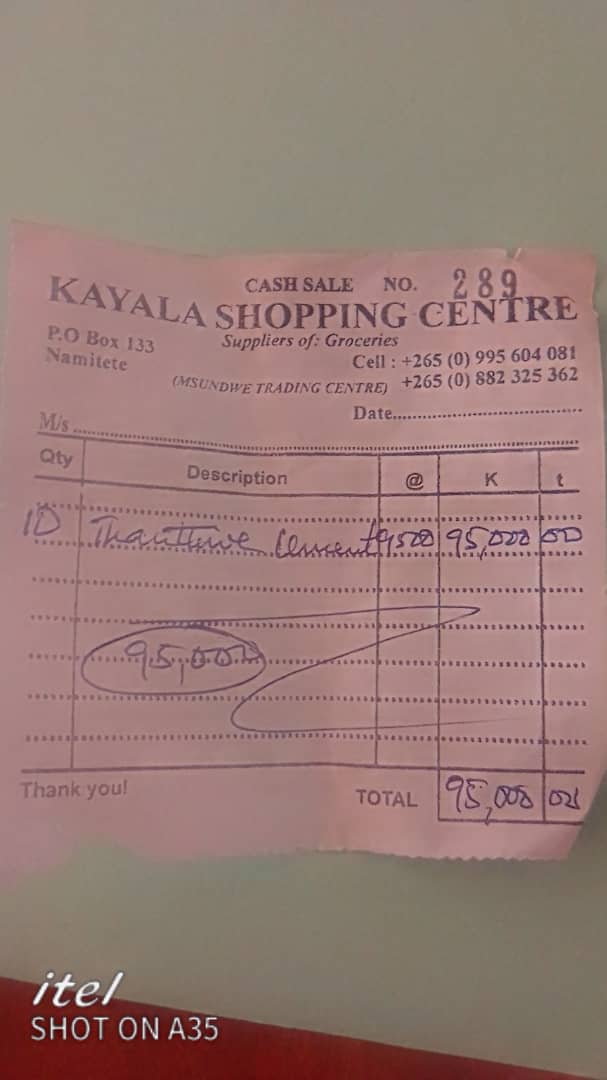 CASH SALE NO. 289
KAYALA SHOPPING CENTRE
P.O Box 133
Namitete
Suppliers of: Groceries
Cell : +265 (0) 995 604 081
(MSUNDWE TRADING CENTRE) +265 (0) 882 325 362
Date
M/s
Qty Description @ K t
10 Cement 9500 95,000 00
95,000
Thank you! TOTAL 95,000 00
itel
SHOT ON A35